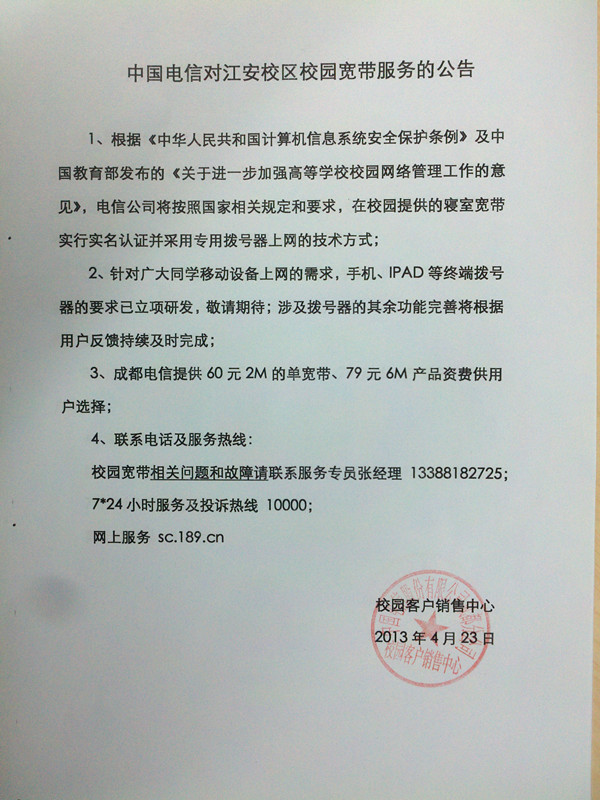 中国电信对江安校区校园宽带服务的公告
1、根据《中华人民共和国计算机信息系统安全保护条例》及中
国教育部发布的《关于进一步加强高等学校校园网络管理工作的意
见》，电信公司将按照国家相关规定和要求，在校园提供的寝室宽带
实行实名认证并采用专用拨号器上网的技术方式；
2、针对广大同学移动设备上网的需求，手机、IPAD 等终端拨号
器的要求已立项研发，敬请期待；涉及拨号器的其余功能完善将根据
用户反馈持续及时完成；
3、成都电信提供 60 元 2M 的单宽带、79 元 6M 产品资费供用
户选择；
4、联系电话及服务热线：
校园宽带相关问题和故障请联系服务专员张经理 13388182725；
7*24 小时服务及投诉热线 10000；
网上服务 sc.189.cn
校园客户销售中心
2013 年 4 月 23 日
股份有限公司
校园客户销售中心